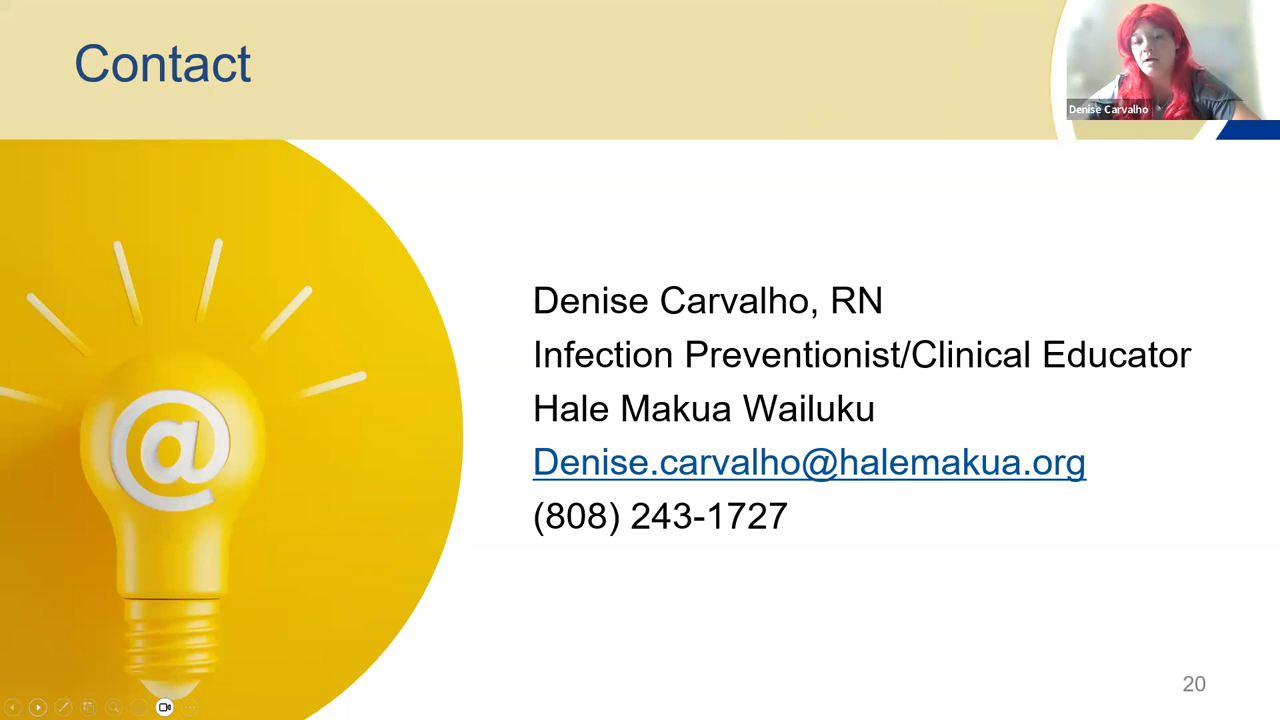 Contact
Denise Carvalho
@
Denise Carvalho, RN
Infection Preventionist/Clinical Educator
Hale Makua Wailuku
Denise.carvalho@halemakua.org
(808) 243-1727
20